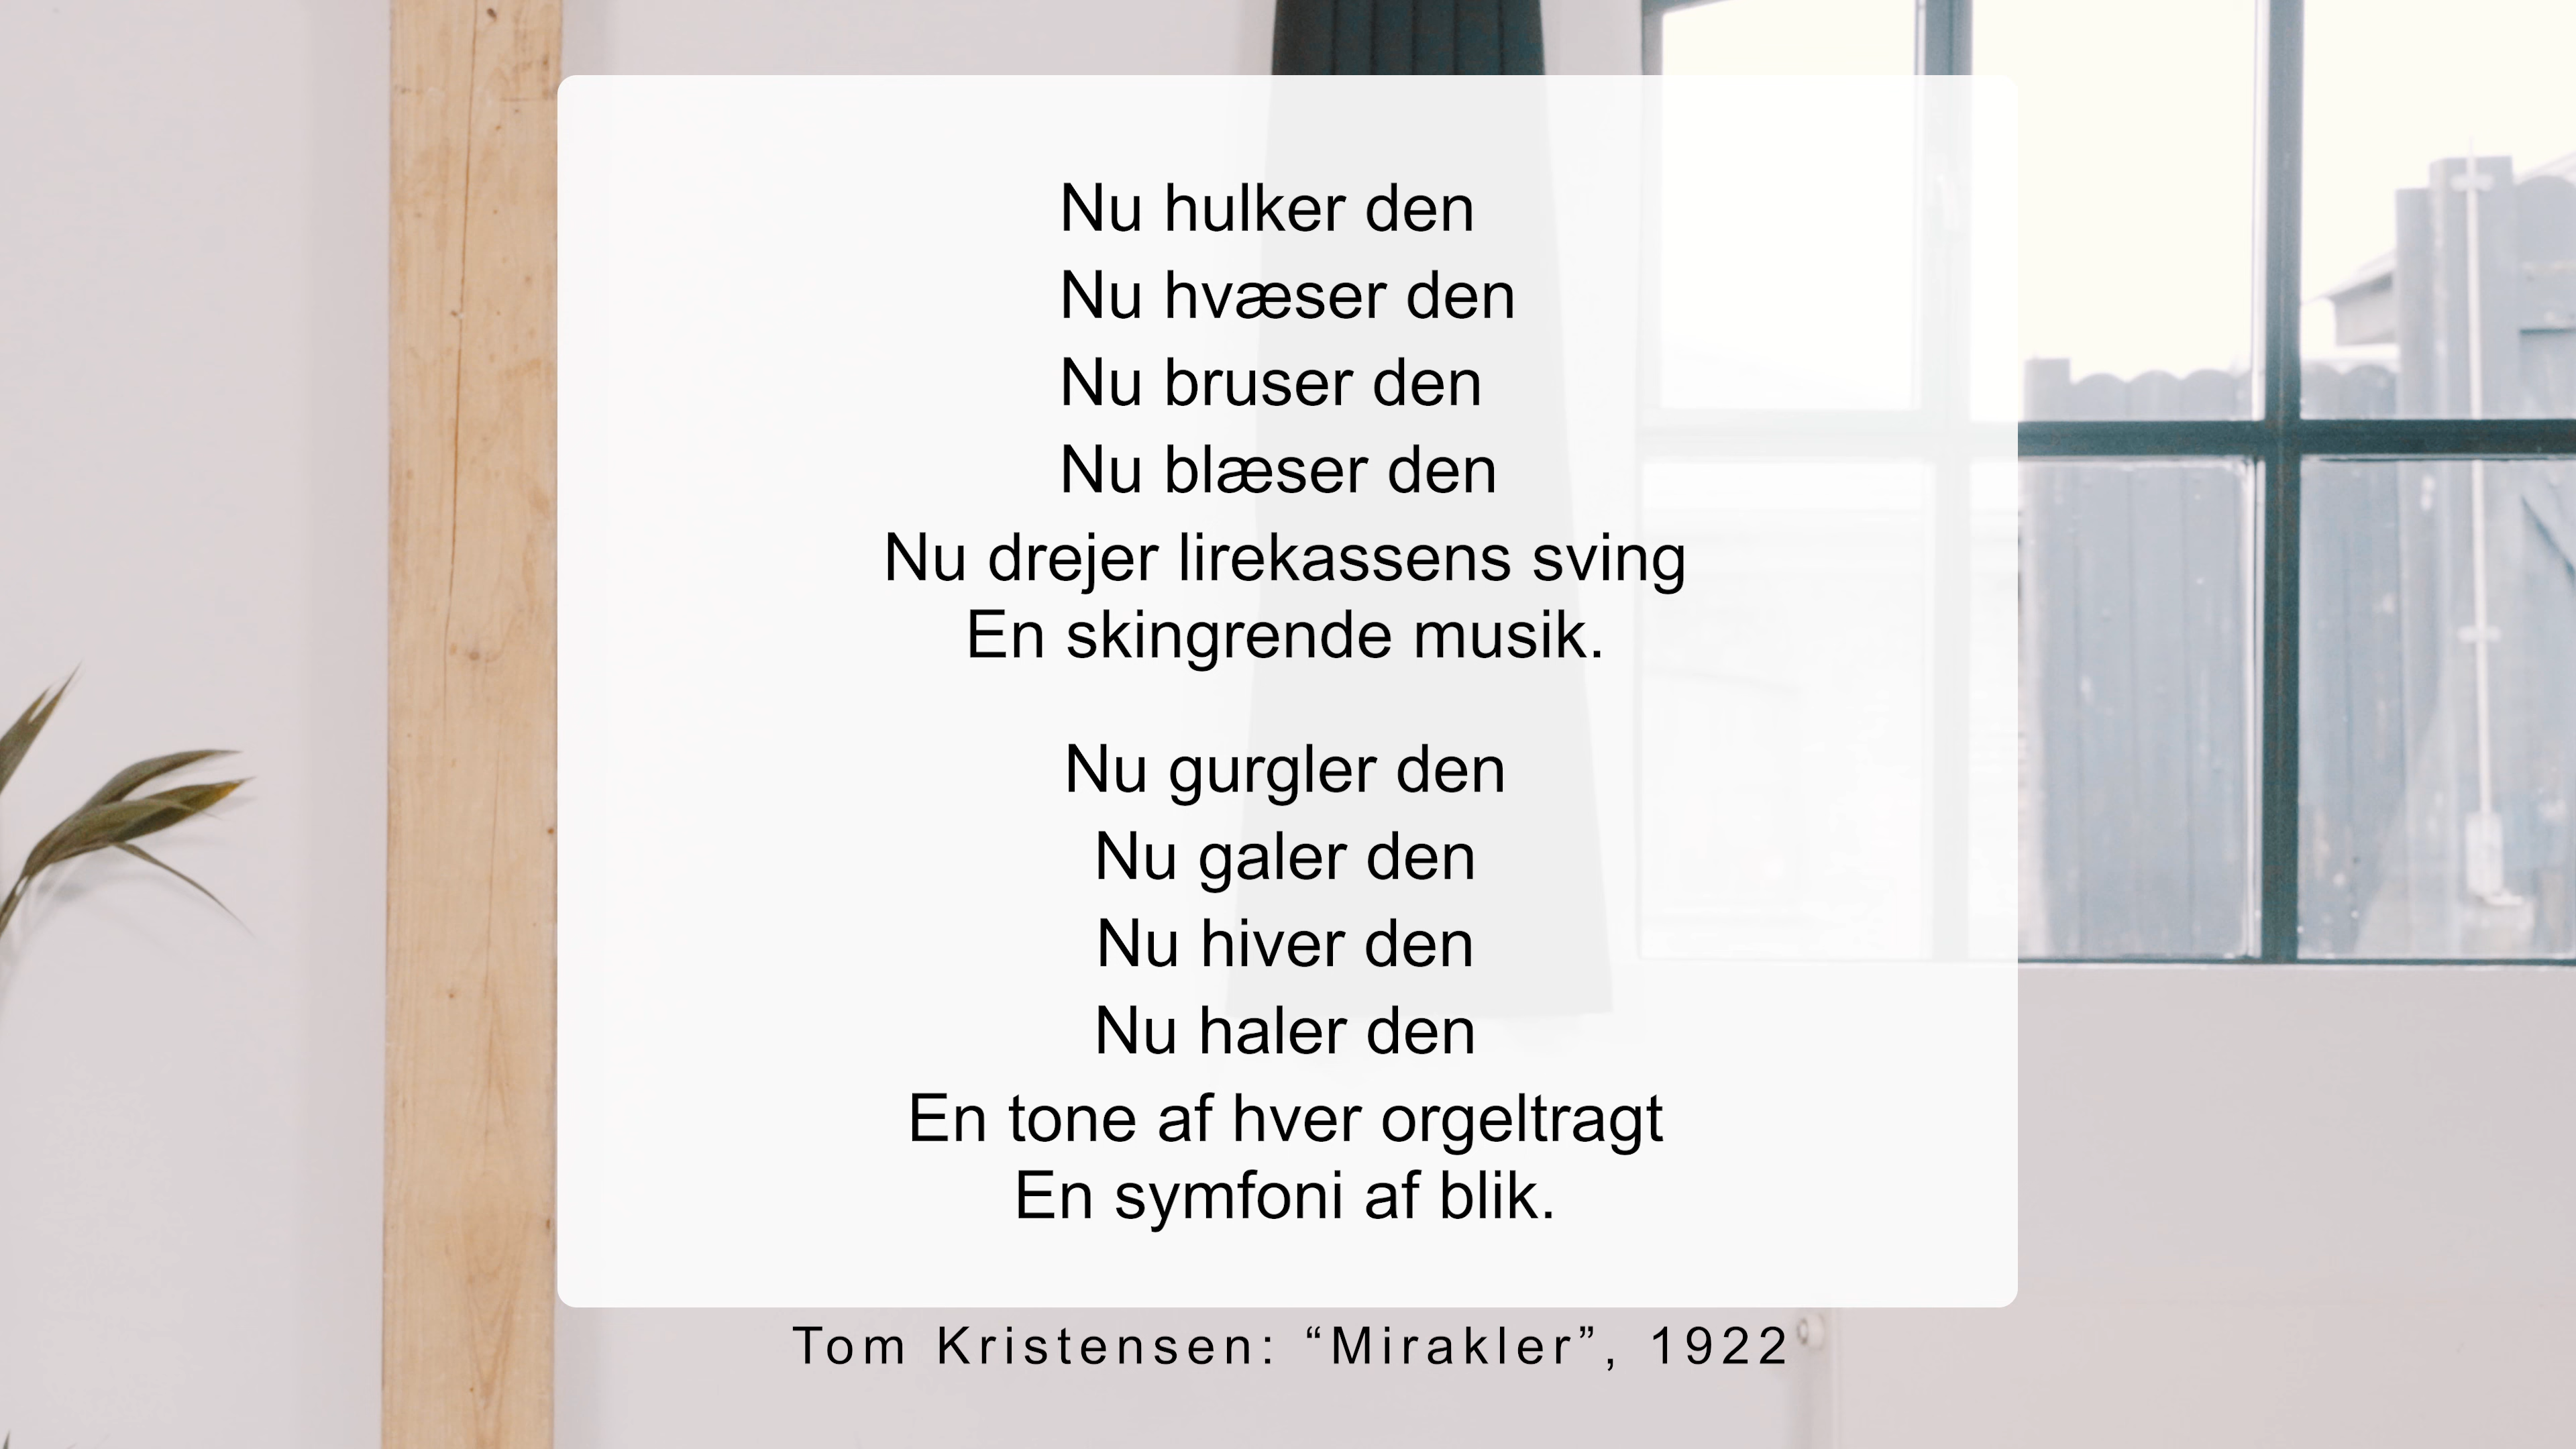 Nu hulker den
Nu hvæser den
Nu bruser den
Nu blæser den
Nu drejer lirekassens sving
En skingrende musik.
Nu gurgler den
Nu galer den
Nu hiver den
Nu haler den
En tone af hver orgeltragt
En symfoni af blik.
Tom Kristensen: “Mirakler”, 1922